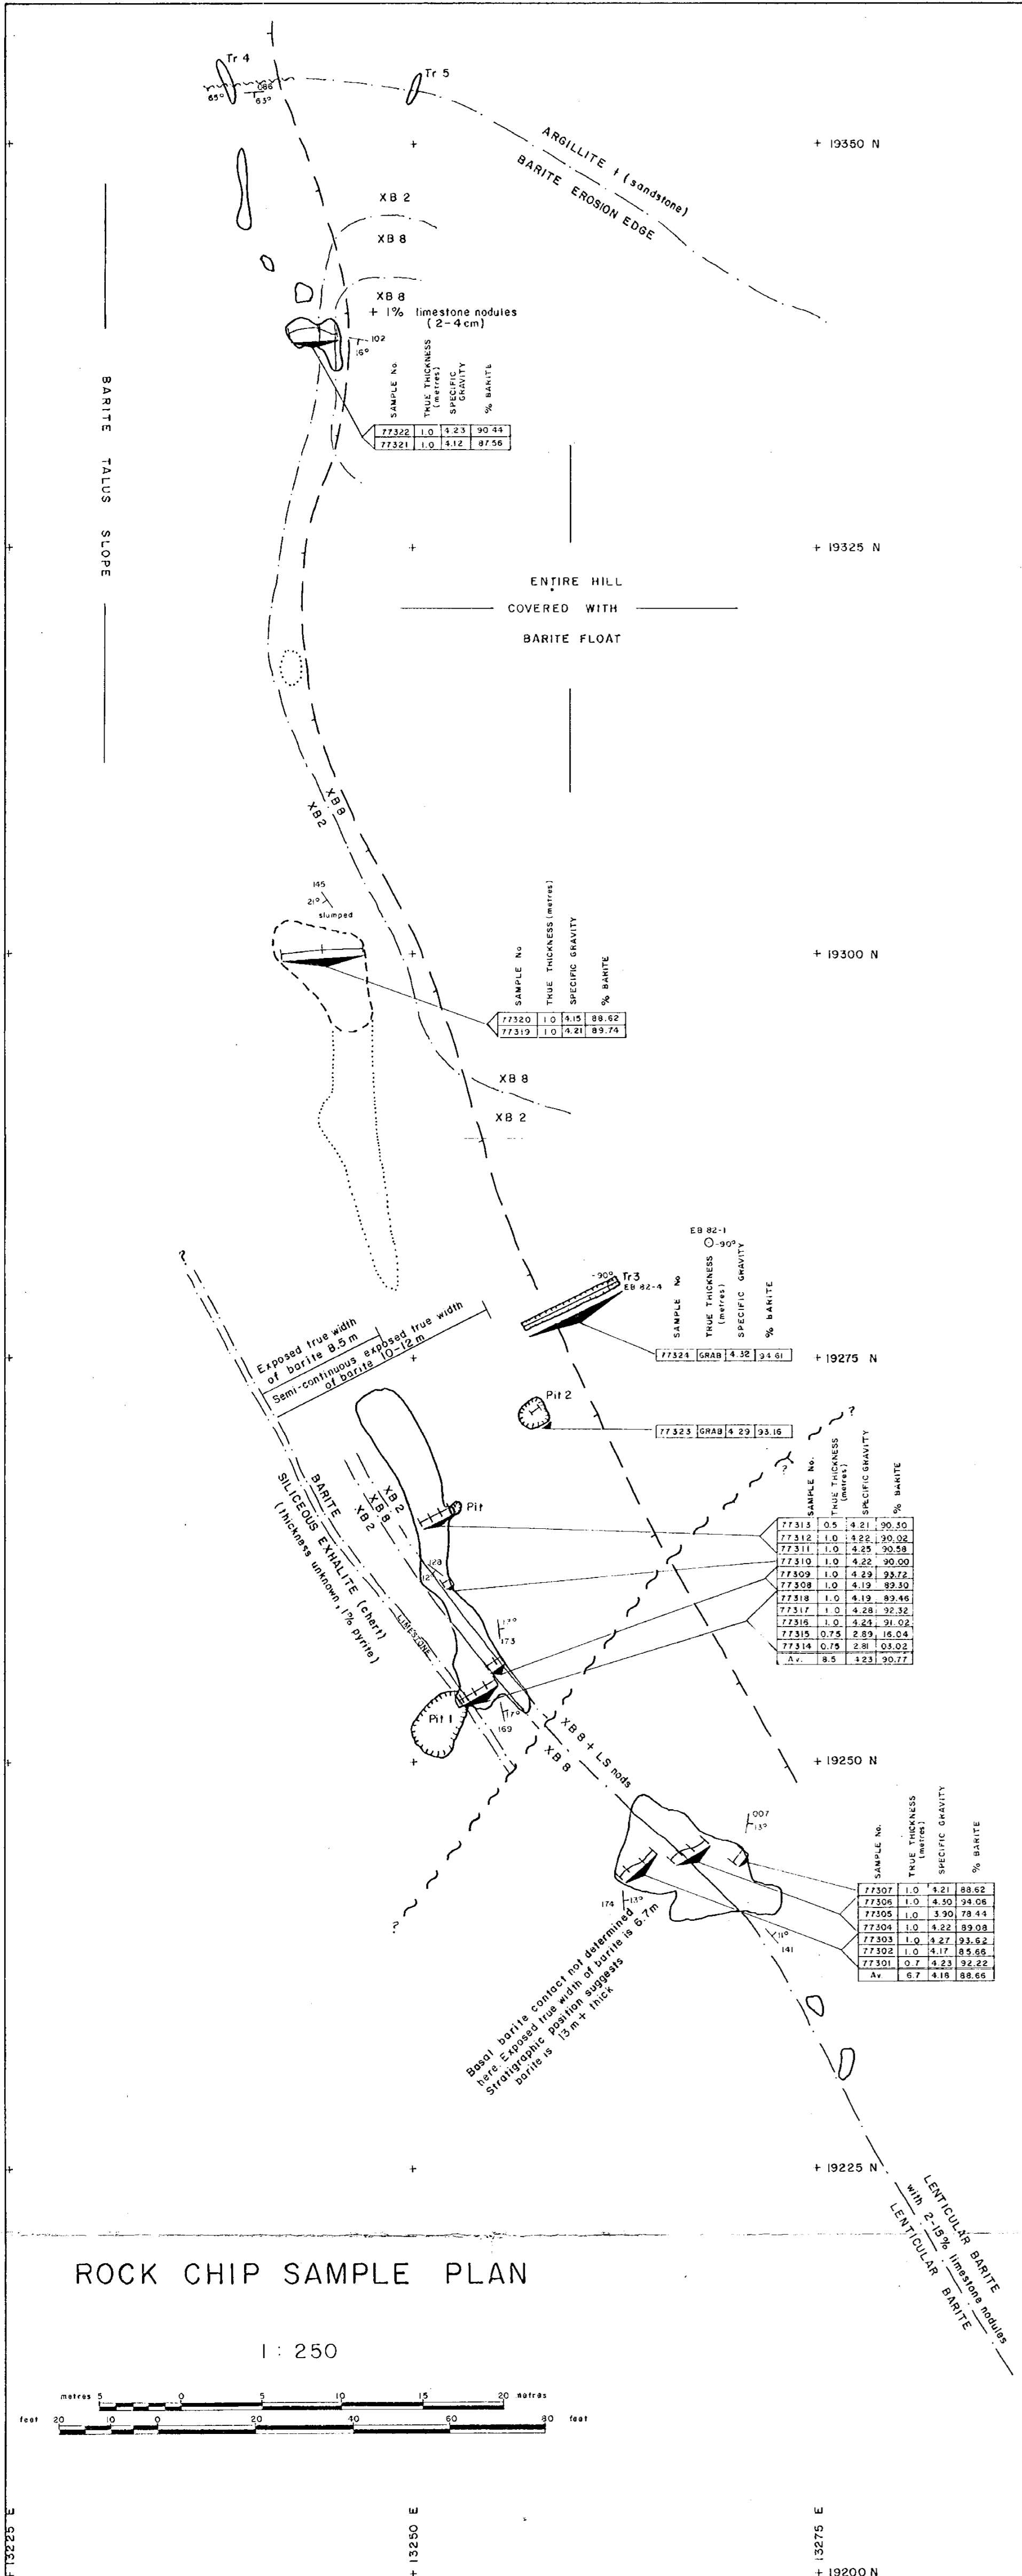 Tr 4
Tr 5
086
65°
63°
+ 19350 N
ARGILLITE + (sandstone)
BARITE EROSION EDGE
XB 2
XB 8
XB 8
+ 1% limestone nodules
(2-4cm)
102
16°
SAMPLE No.
TRUE THICKNESS (metres)
SPECIFIC GRAVITY
% BARITE
77322 1.0 4.23 90.44
77321 1.0 4.12 87.56
BARITE TALUS SLOPE
+ 19325 N
ENTIRE HILL
COVERED WITH
BARITE FLOAT
XB 8
XB 2
145
21°
slumped
SAMPLE No
TRUE THICKNESS (metres)
SPECIFIC GRAVITY
% BARITE
+ 19300 N
77320 1.0 4.15 88.62
77319 1.0 4.21 89.74
XB 8
XB 2
EB 82-1
-90°
-90° Tr3
EB 82-4
SAMPLE No
TRUE THICKNESS (metres)
SPECIFIC GRAVITY
% BARITE
77324 GRAB 4.32 94.61
+ 19275 N
?
Exposed true width
of barite 8.5 m
Semi-continuous exposed true width
of barite 10-12 m
Pit 2
77323 GRAB 4.29 93.16
?
?
BARITE
SILICEOUS EXHALITE (chert)
(thickness unknown, 1% pyrite)
LIMESTONE
XB 2
XB 8
XB 2
Pit
128
12°
13°
173
SAMPLE No.
TRUE THICKNESS (metres)
SPECIFIC GRAVITY
% BARITE
77313 0.5 4.21 90.30
77312 1.0 4.22 90.02
77311 1.0 4.25 90.58
77310 1.0 4.22 90.00
77309 1.0 4.29 93.72
77308 1.0 4.19 89.30
77318 1.0 4.19 89.46
77317 1.0 4.28 92.32
77316 1.0 4.24 91.02
77315 0.75 2.89 16.04
77314 0.75 2.81 03.02
Av. 8.5 4.23 90.77
Pit 1
169
XB 8 + LS nods
XB 8
+ 19250 N
007
13°
SAMPLE No.
TRUE THICKNESS (metres)
SPECIFIC GRAVITY
% BARITE
77307 1.0 4.21 88.62
77306 1.0 4.30 94.06
77305 1.0 3.90 78.44
77304 1.0 4.22 89.08
77303 1.0 4.27 93.62
77302 1.0 4.17 85.66
77301 0.7 4.23 92.22
Av 6.7 4.18 88.66
174
13°
11°
141
?
Basal barite contact not determined
here. Exposed true width of barite is 6.7m
Stratigraphic position suggests
barite is 13m + thick
+ 19225 N
LENTICULAR BARITE
with 2-15% limestone nodules
LENTICULAR BARITE
ROCK CHIP SAMPLE PLAN
1 : 250
metres 5 0 5 10 15 20 metres
feet 20 10 0 20 40 60 80 feet
+ 13225 E
+ 13250 E
13275 E
+ 19200 N